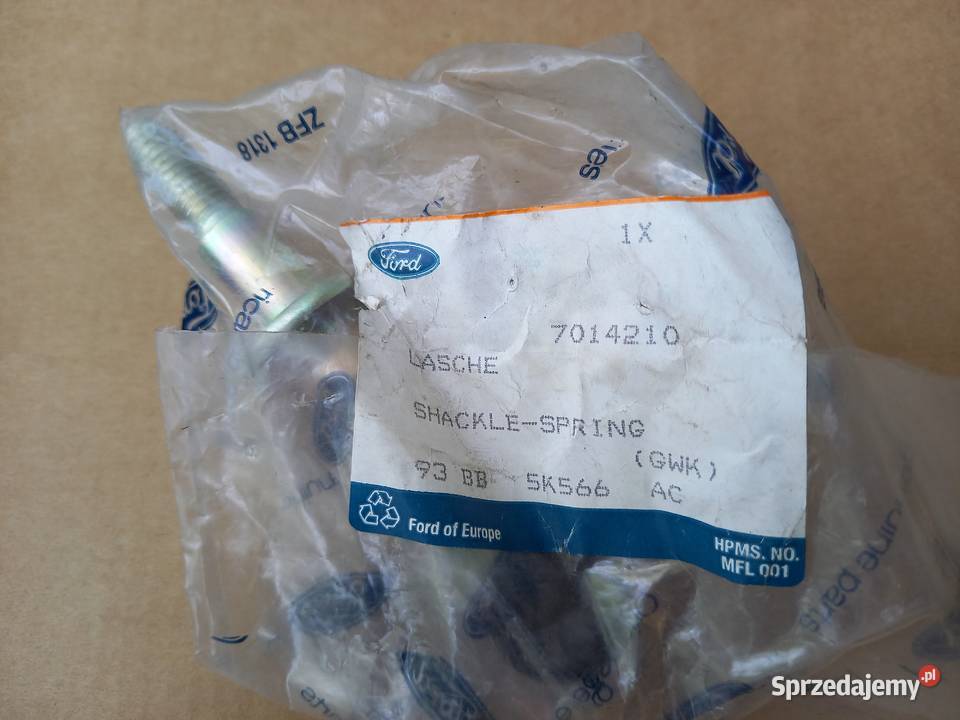 ZFB 1318
1X
Ford
7014210
LASCHE
SHACKLE-SPRING
(GWK)
93 BB 5K566 AC
Ford of Europe
HPMS. NO.
MFL 001
Sprzedajemy.pl